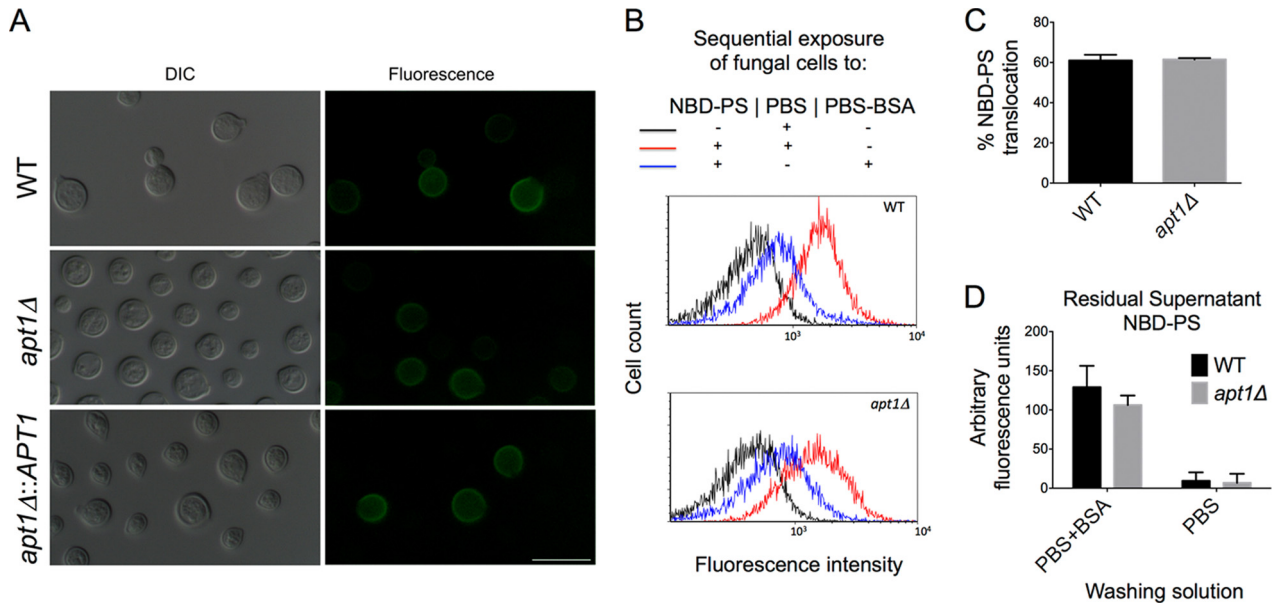 A
DIC
Fluorescence
WT
apt1Δ
apt1Δ::APT1
B
Sequential exposure
of fungal cells to:
NBD-PS | PBS | PBS-BSA
- + -
+ + -
+ - +
WT
10³ 10⁴
apt1Δ
10³ 10⁴
Cell count
Fluorescence intensity
C
% NBD-PS
translocation
80
60
40
20
0
WT
apt1Δ
D
Residual Supernatant
NBD-PS
Arbitrary
fluorescence units
200
150
100
50
0
WT
apt1Δ
PBS+BSA
PBS
Washing solution